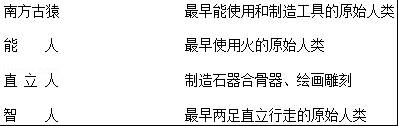 南方古猿 最早能使用和制造工具的原始人类
能 人 最早使用火的原始人类
直 立 人 制造石器合骨器、绘画雕刻
智 人 最早两足直立行走的原始人类